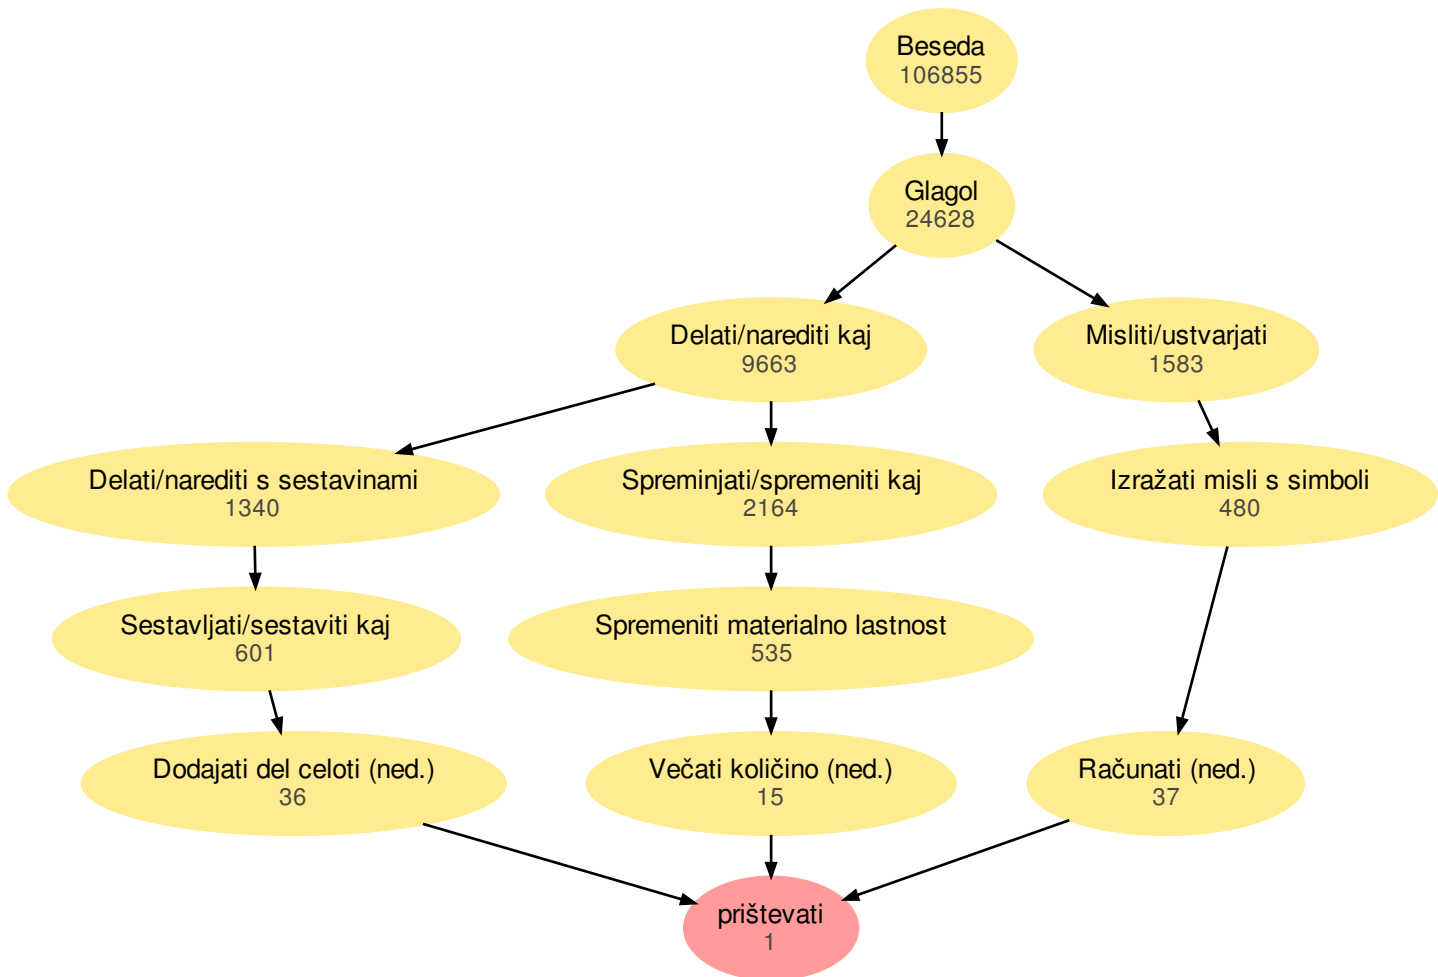 Beseda
106855
Glagol
24628
Delati/narediti kaj
9663
Misliti/ustvarjati
1583
Delati/narediti s sestavinami
1340
Spreminjati/spremeniti kaj
2164
Izražati misli s simboli
480
Sestavljati/sestaviti kaj
601
Spremeniti materialno lastnost
535
Dodajati del celoti (ned.)
36
Večati količino (ned.)
15
Računati (ned.)
37
prištevati
1